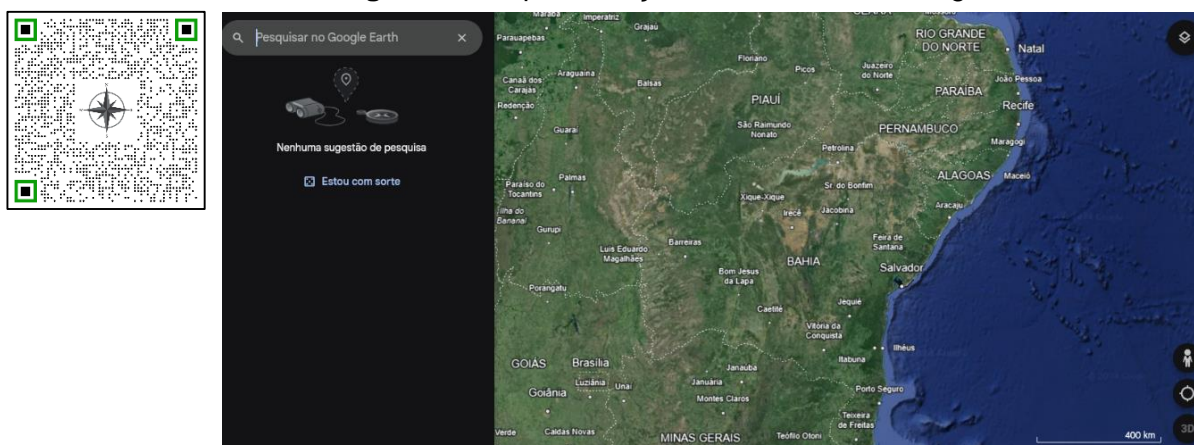 Pesquisar no Google Earth
Nenhuma sugestão de pesquisa
Estou com sorte
Marabá
Imperatriz
Grajaú
RIO GRANDE
DO NORTE
Natal
Parauapebas
Floriano
Picos
Juazeiro
do Norte
João Pessoa
Canaã dos
Carajás
Araguaína
Balsas
PARAÍBA
Redenção
PIAUÍ
Recife
Guaraí
São Raimundo
Nonato
PERNAMBUCO
Petrolina
Maragogi
Paraíso do
Tocantins
Palmas
ALAGOAS
Maceió
Sr. do Bonfim
Xique-Xique
Ilha do
Bananal
Irecê
Jacobina
Aracaju
Gurupi
Luís Eduardo
Magalhães
Barreiras
Feira de
Santana
BAHIA
Bom Jesus
da Lapa
Salvador
Porangatu
Caetité
Jequié
Vitória da
Conquista
Ilhéus
Itabuna
GOIÁS
Brasília
Janaúba
Luziânia
Unaí
Januária
Porto Seguro
Goiânia
Montes Claros
Teixeira
de Freitas
Verde
Caldas Novas
MINAS GERAIS
Teófilo Otoni
400 km
3D